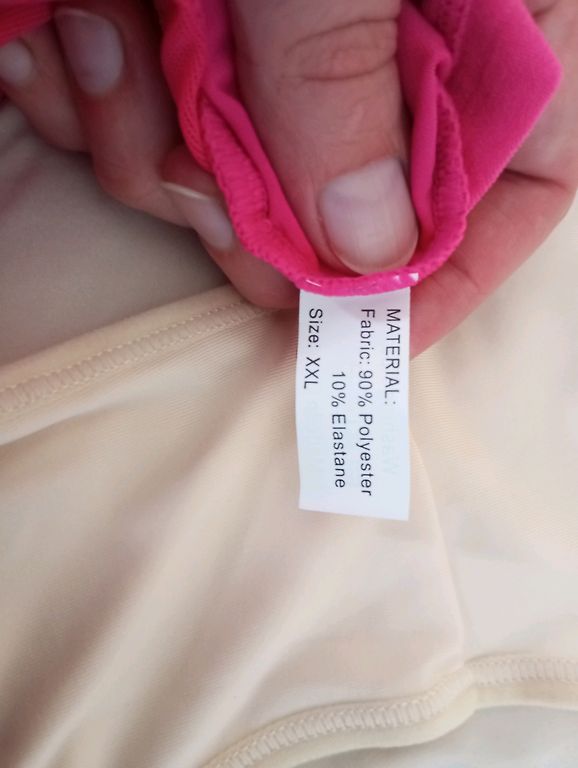 MATERIAL:
Fabric: 90% Polyester
10% Elastane
Size: XXL